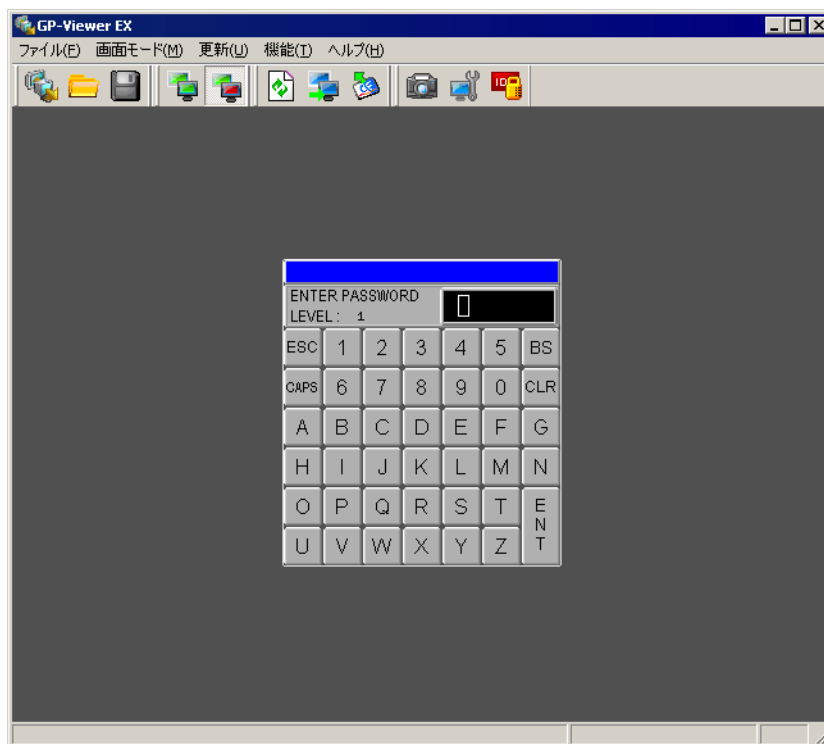 GP-Viewer EX
ファイル(F) 画面モード(M) 更新(U) 機能(T) ヘルプ(H)
ID
ENTER PASSWORD
LEVEL: 1
ESC 1 2 3 4 5 BS
CAPS 6 7 8 9 0 CLR
A B C D E F G
H I J K L M N
O P Q R S T ENT
U V W X Y Z